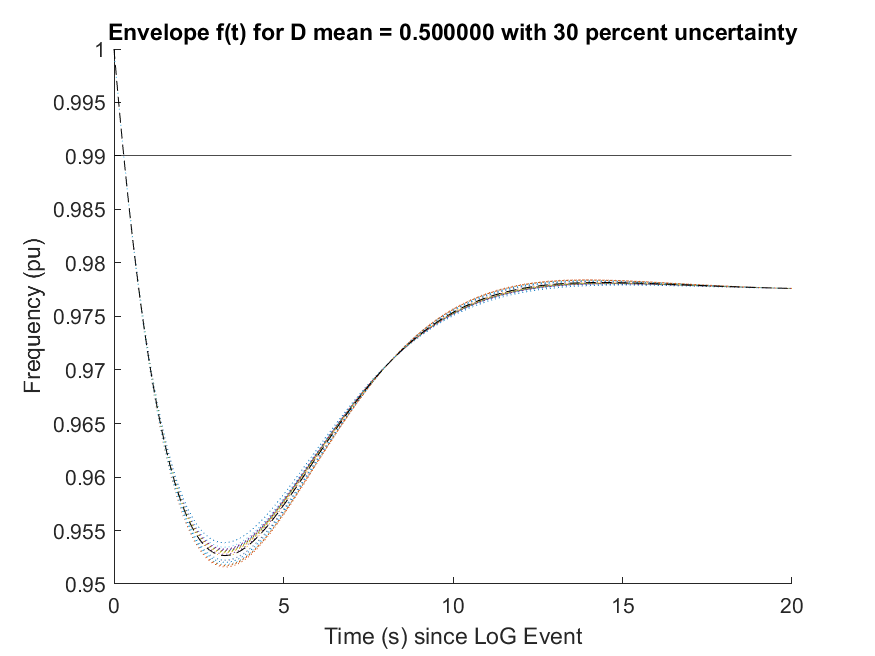 Envelope f(t) for D mean = 0.500000 with 30 percent uncertainty
1
0.995
0.99
0.985
0.98
0.975
0.97
0.965
0.96
0.955
0.95
Frequency (pu)
0 5 10 15 20
Time (s) since LoG Event